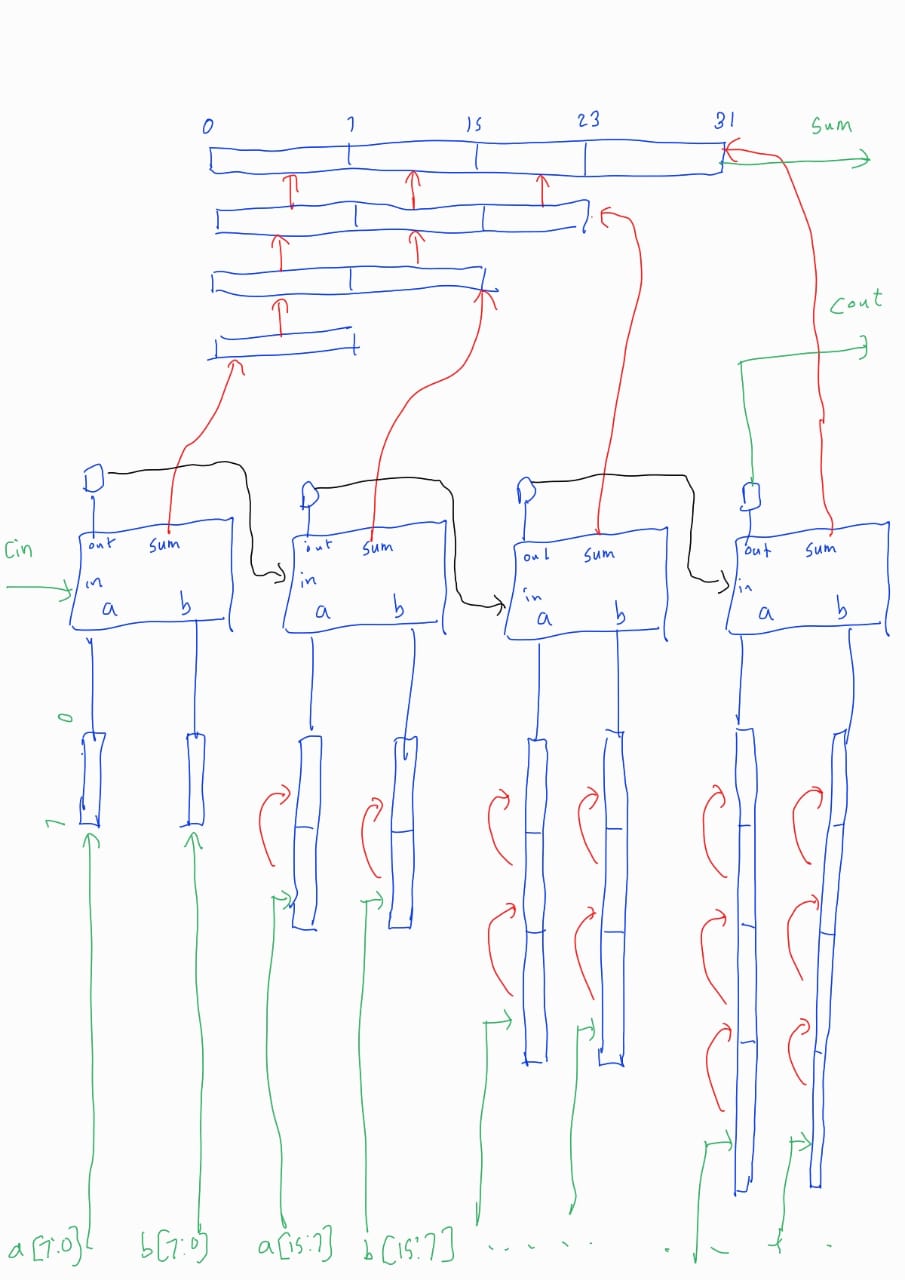 0 7 15 23 31 Sum
Cout
out sum out sum out sum out sum
Cin in in in in
a b a b a b a b
0
7
a[7:0] b[7:0] a[15:7] b[15:7] ......